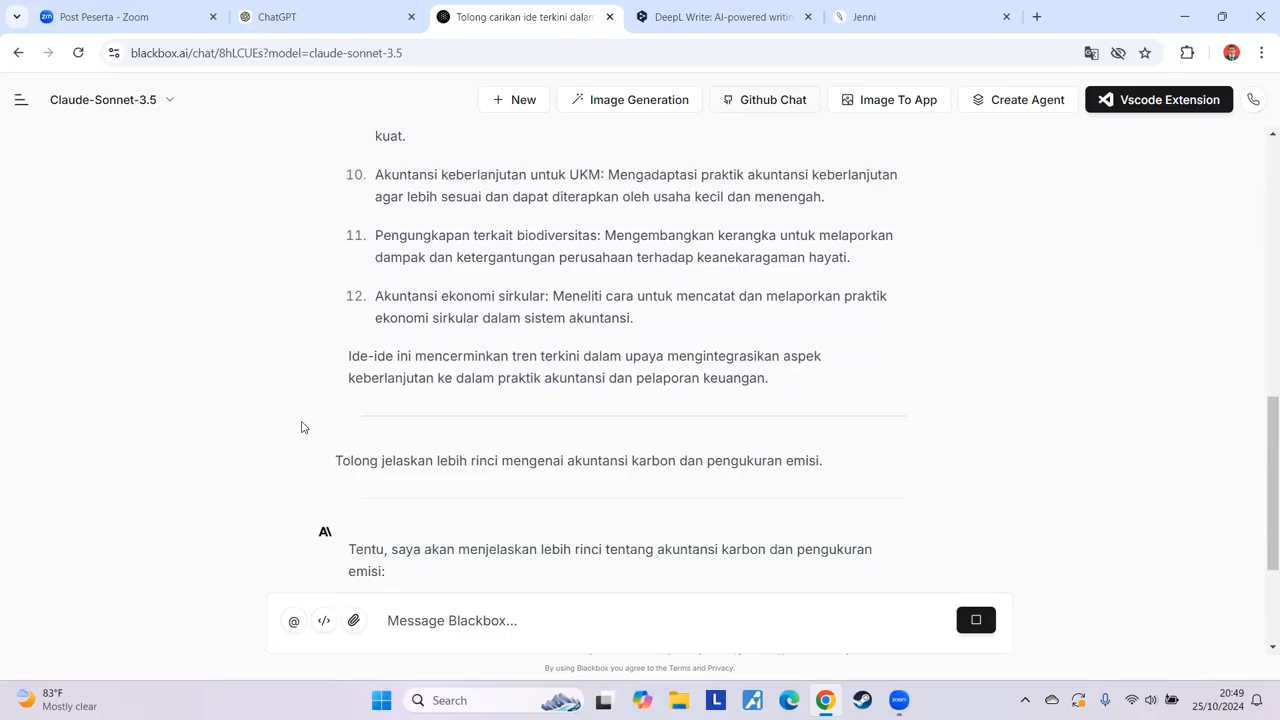 Post Peserta - Zoom
ChatGPT
Tolong carikan ide terkini dalam
DeepL Write: AI-powered writin
Jenni
blackbox.ai/chat/8hLCUEs?model=claude-sonnet-3.5
Claude-Sonnet-3.5
New
Image Generation
Github Chat
Image To App
Create Agent
Vscode Extension
kuat.
10. Akuntansi keberlanjutan untuk UKM: Mengadaptasi praktik akuntansi keberlanjutan
agar lebih sesuai dan dapat diterapkan oleh usaha kecil dan menengah.
11. Pengungkapan terkait biodiversitas: Mengembangkan kerangka untuk melaporkan
dampak dan ketergantungan perusahaan terhadap keanekaragaman hayati.
12. Akuntansi ekonomi sirkular: Meneliti cara untuk mencatat dan melaporkan praktik
ekonomi sirkular dalam sistem akuntansi.
Ide-ide ini mencerminkan tren terkini dalam upaya mengintegrasikan aspek
keberlanjutan ke dalam praktik akuntansi dan pelaporan keuangan.
Tolong jelaskan lebih rinci mengenai akuntansi karbon dan pengukuran emisi.
Tentu, saya akan menjelaskan lebih rinci tentang akuntansi karbon dan pengukuran
emisi:
@
</>
Message Blackbox...
By using Blackbox you agree to the Terms and Privacy.
83°F
Mostly clear
Search
L
zoom
20:49
25/10/2024